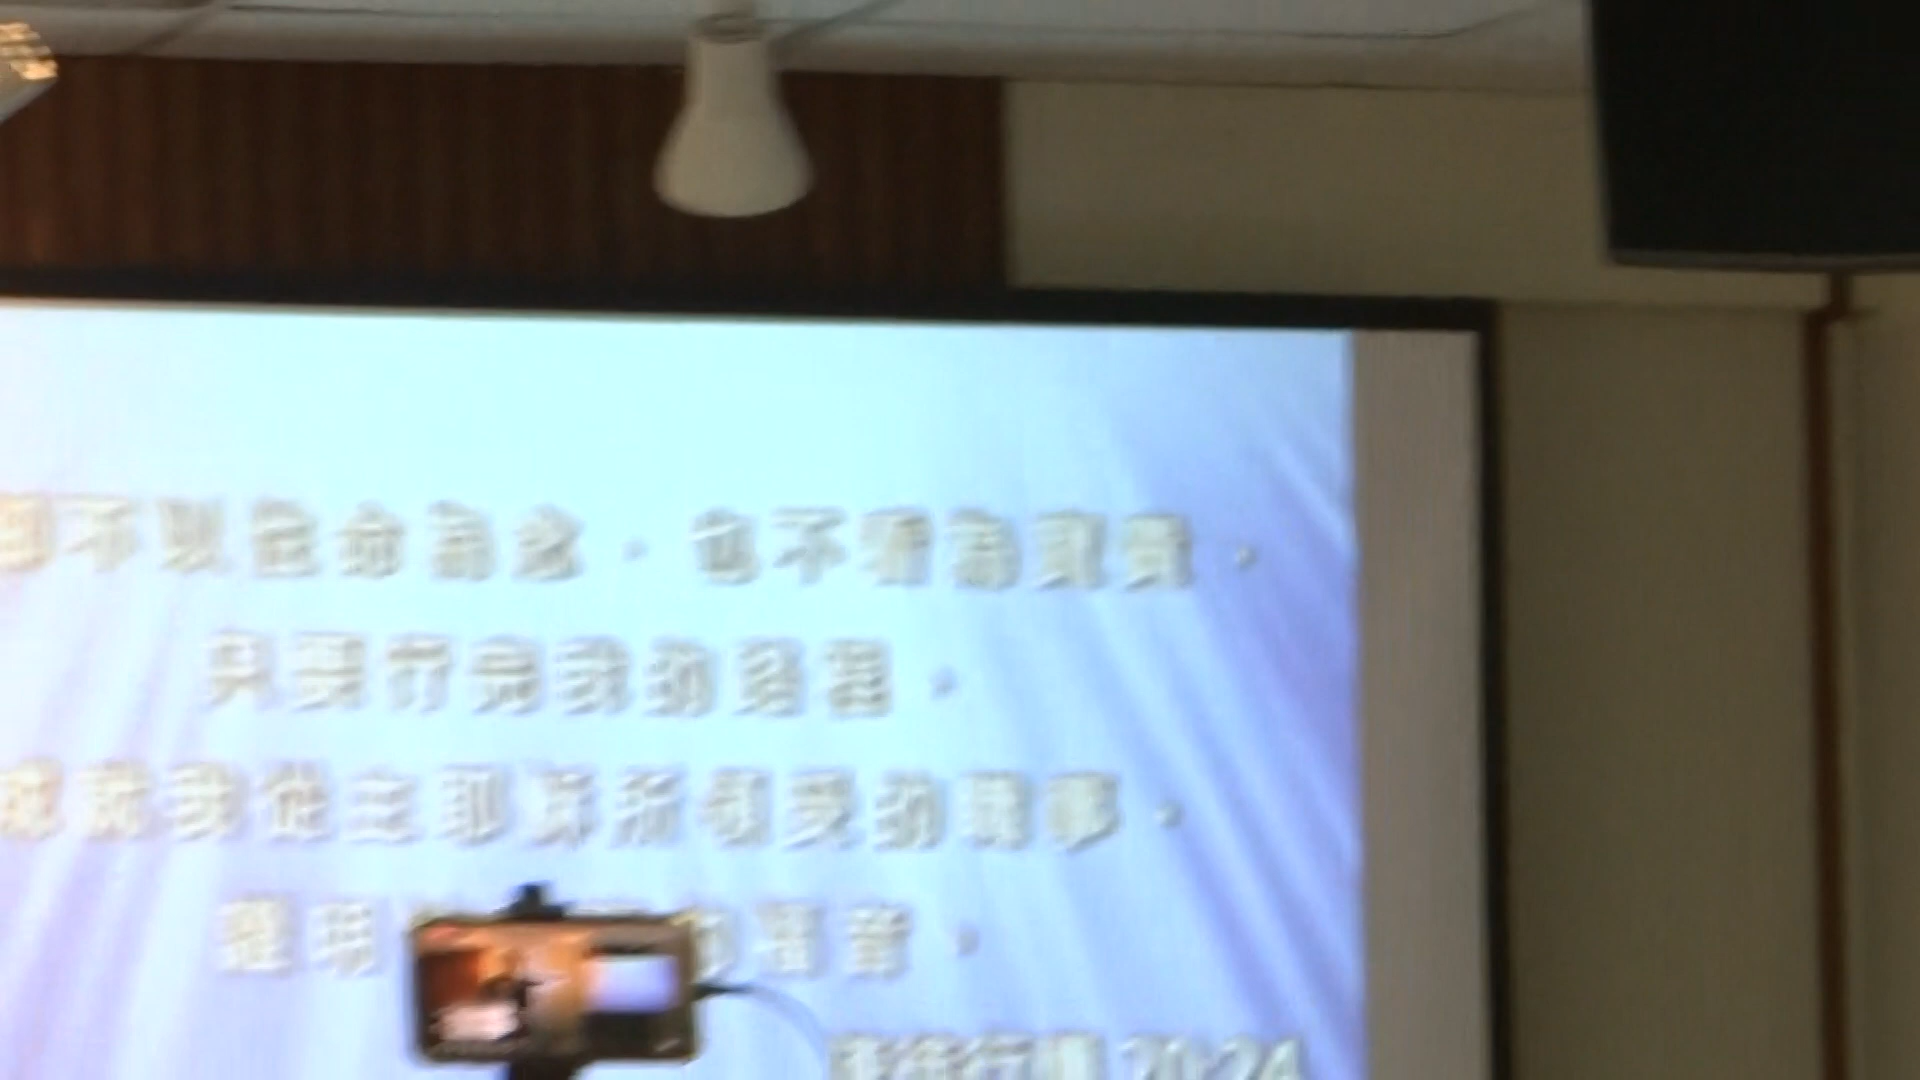 卻不以性命為念，也不看為寶貴，
只要行完我的路程，
成就我從主耶穌所領受的職事，
證明 的福音，
使徒行傳 20:24